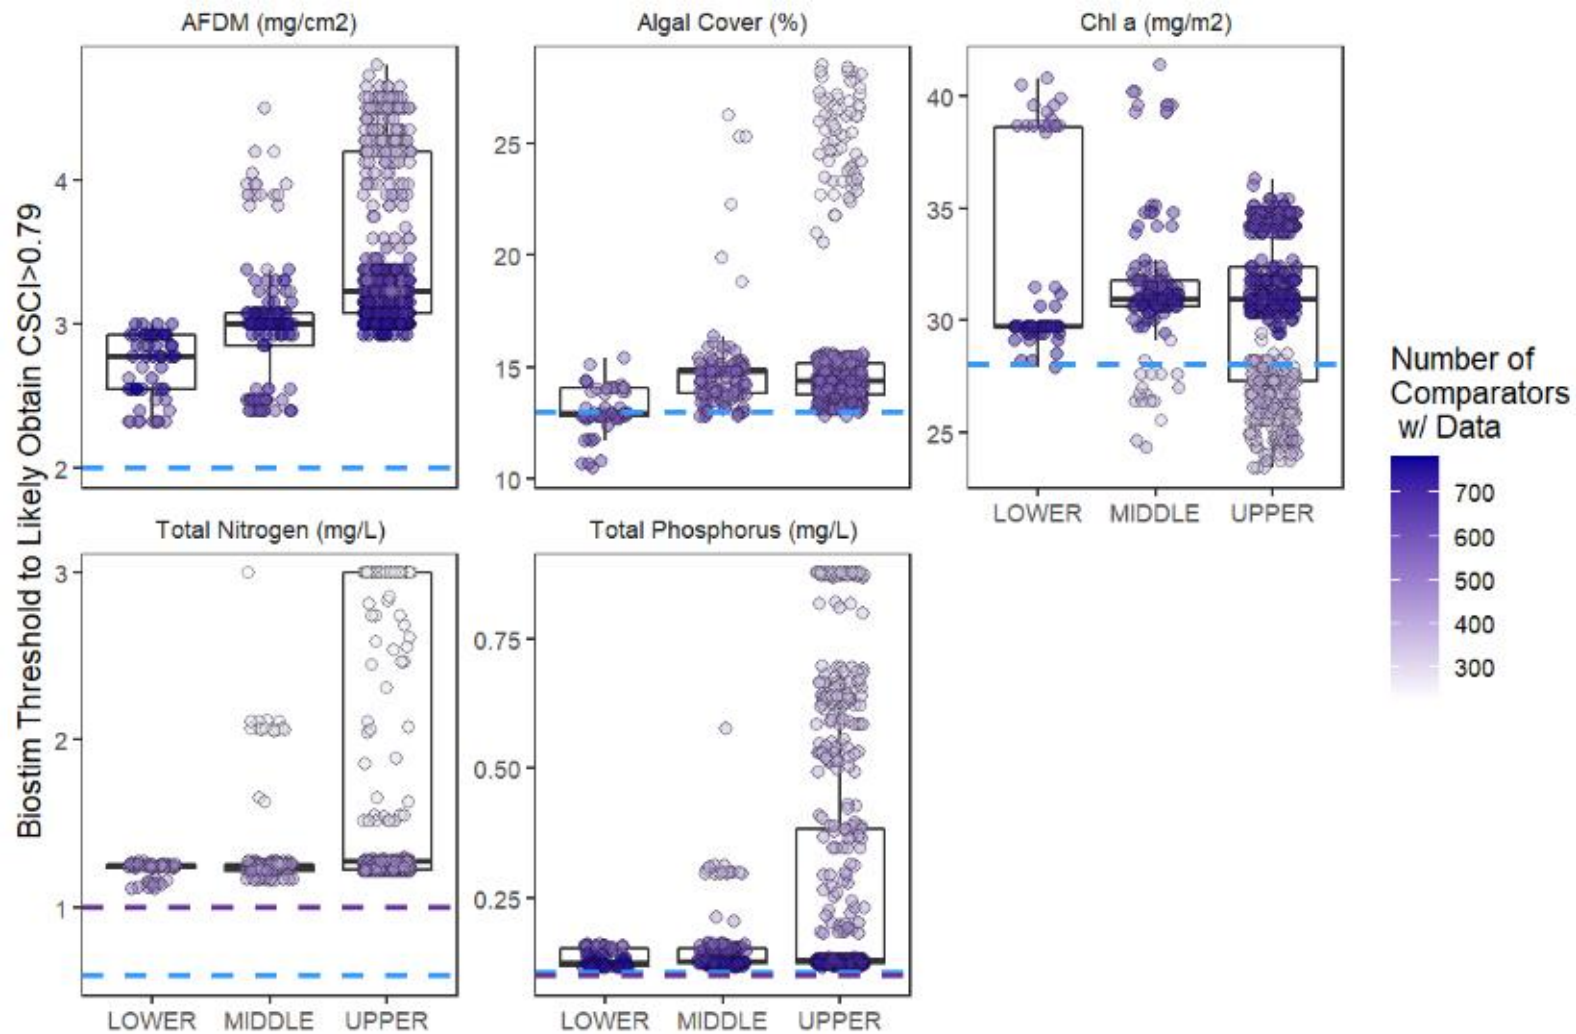 AFDM (mg/cm2)
Algal Cover (%)
Chl a (mg/m2)
Biostim Threshold to Likely Obtain CSCI>0.79
4
3
2
25
20
15
10
40
35
30
25
LOWER MIDDLE UPPER
Total Nitrogen (mg/L)
Total Phosphorus (mg/L)
3
2
1
0.75
0.50
0.25
LOWER MIDDLE UPPER
LOWER MIDDLE UPPER
Number of
Comparators
w/ Data
700
600
500
400
300